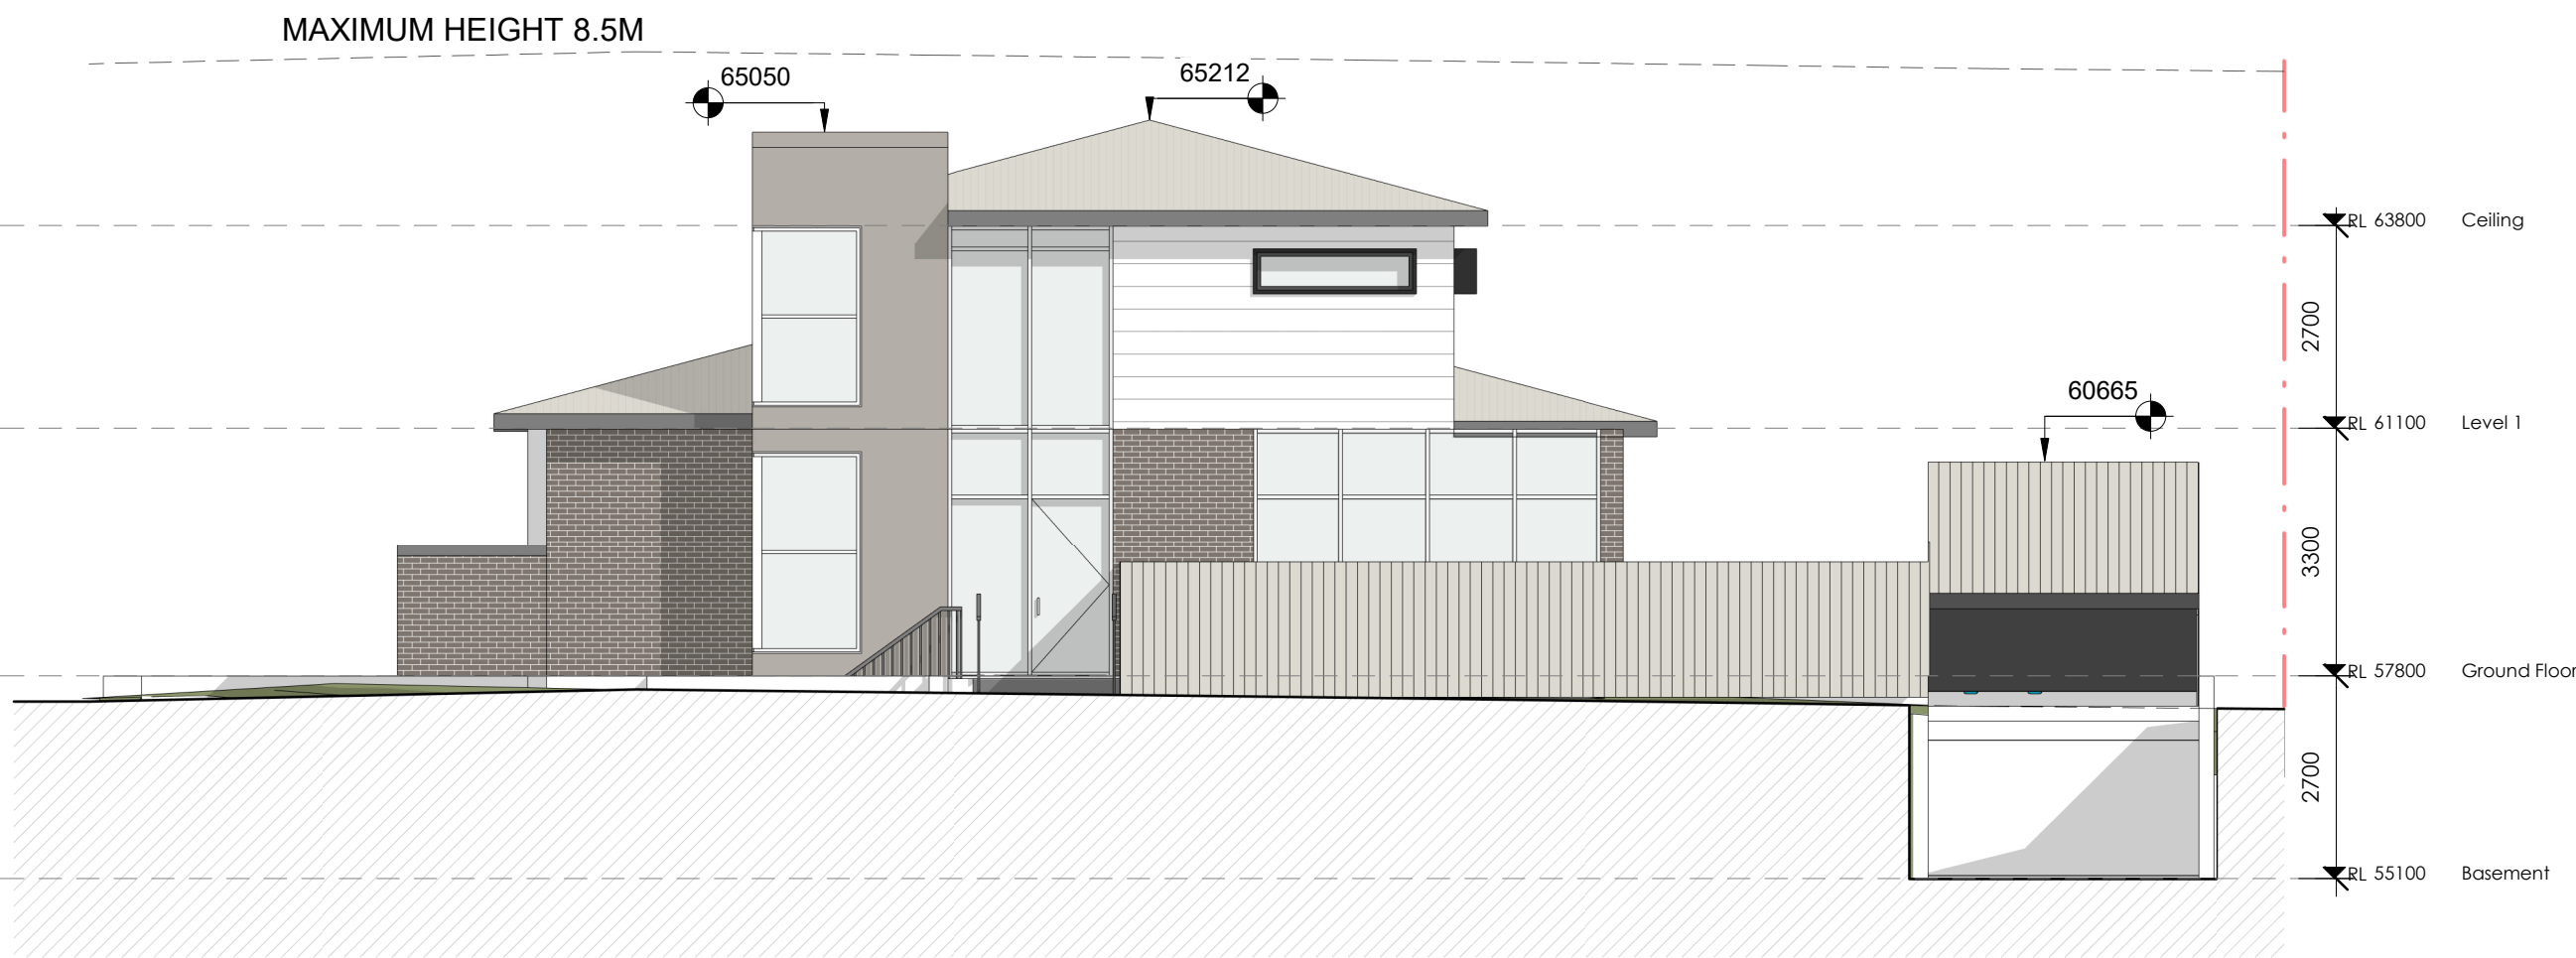 MAXIMUM HEIGHT 8.5M
65050
65212
RL 63800 Ceiling
2700
60665
RL 61100 Level 1
3300
RL 57800 Ground Floor
2700
RL 55100 Basement